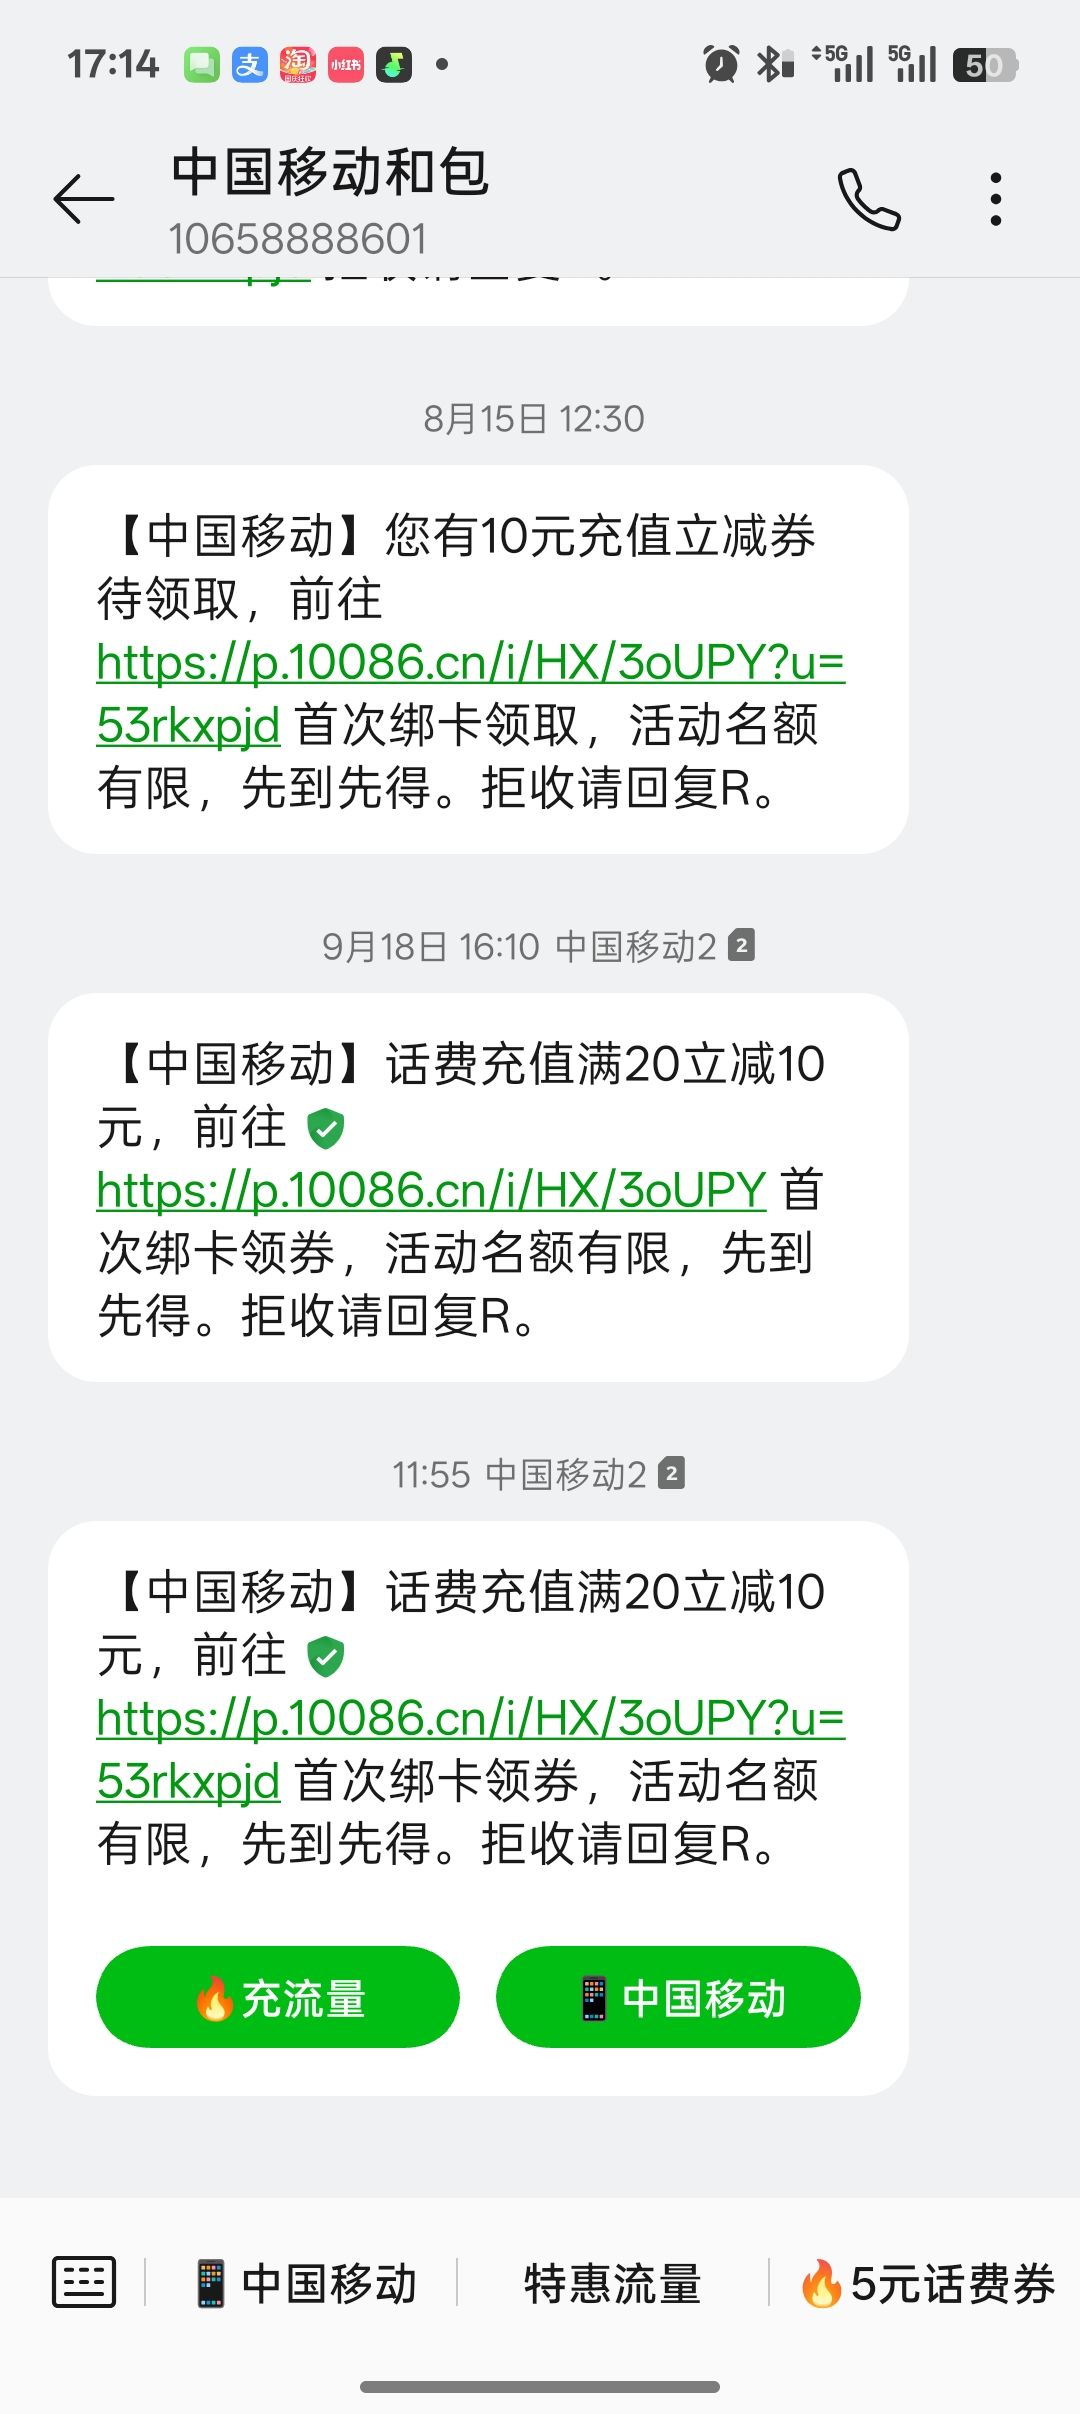 17:14
支
淘
小红书
5G
5G
50
中国移动和包
10658888601
8月15日 12:30
【中国移动】您有10元充值立减券
待领取，前往
https://p.10086.cn/i/HX/3oUPY?u=
53rkxpjd 首次绑卡领取，活动名额
有限，先到先得。拒收请回复R。
9月18日 16:10 中国移动2 2
【中国移动】话费充值满20立减10
元，前往
https://p.10086.cn/i/HX/3oUPY 首
次绑卡领券，活动名额有限，先到
先得。拒收请回复R。
11:55 中国移动2 2
【中国移动】话费充值满20立减10
元，前往
https://p.10086.cn/i/HX/3oUPY?u=
53rkxpjd 首次绑卡领券，活动名额
有限，先到先得。拒收请回复R。
🔥充流量
📱中国移动
📱中国移动
特惠流量
🔥5元话费券